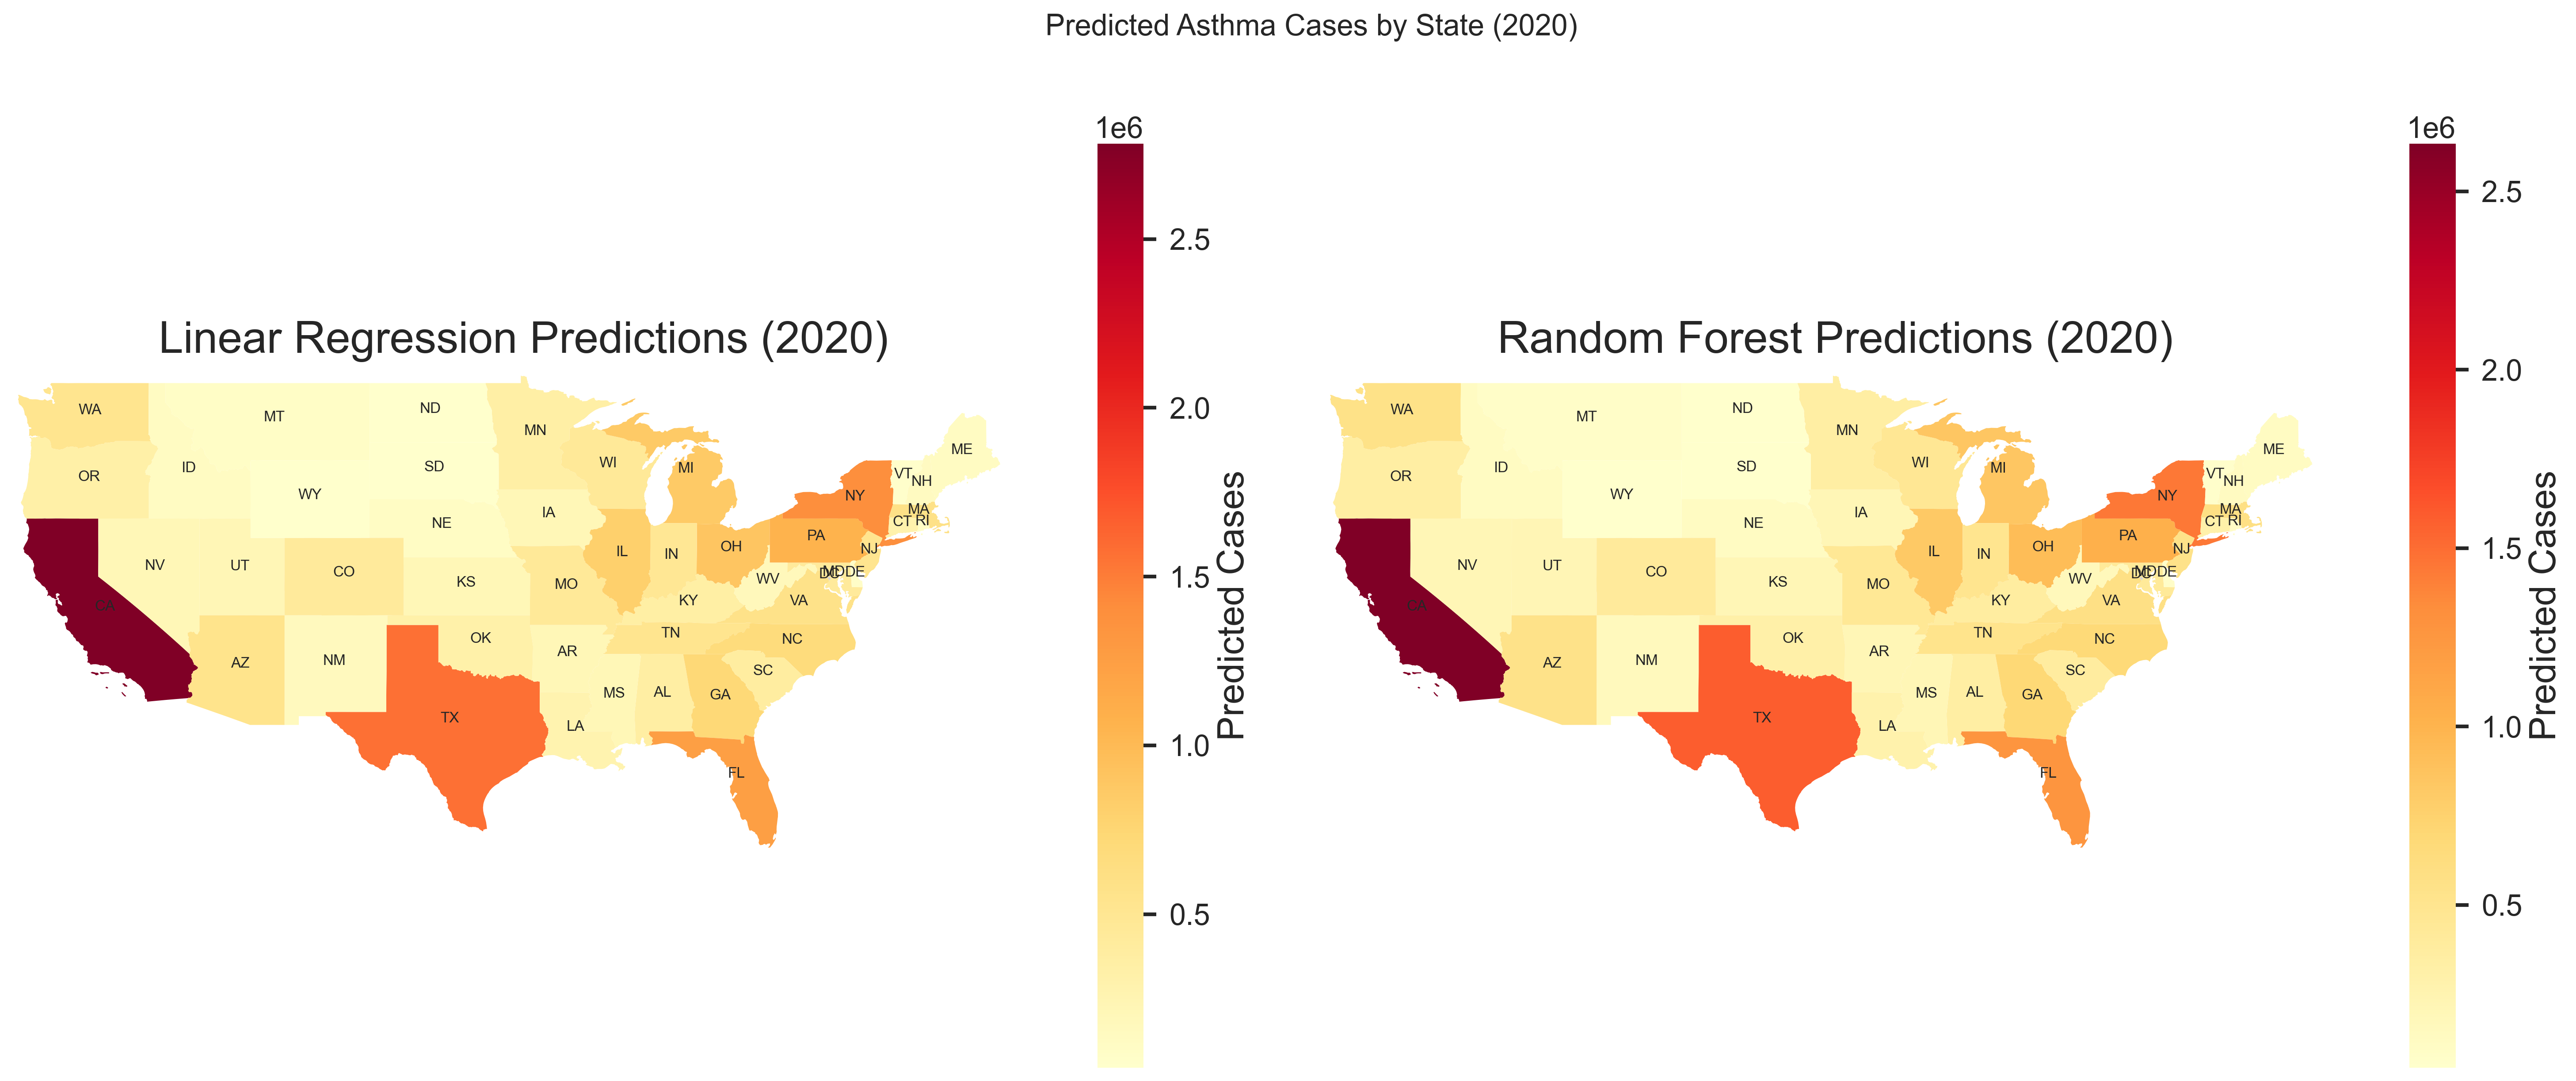 Predicted Asthma Cases by State (2020)
Linear Regression Predictions (2020)
WA
MT
ND
MN
OR
ID
SD
WI
MI
WY
IA
NE
NV
UT
CO
KS
MO
IL
IN
OH
PA
NY
VT
NH
ME
MA
CT
RI
NJ
DC
MD
DE
WV
VA
KY
TN
NC
SC
GA
AL
MS
AR
LA
OK
TX
NM
AZ
CA
FL
1e6
2.5
2.0
1.5
1.0
0.5
Predicted Cases
Random Forest Predictions (2020)
WA
MT
ND
MN
OR
ID
SD
WI
MI
WY
IA
NE
NV
UT
CO
KS
MO
IL
IN
OH
PA
NY
VT
NH
ME
MA
CT
RI
NJ
DC
MD
DE
WV
VA
KY
TN
NC
SC
GA
AL
MS
AR
LA
OK
TX
NM
AZ
CA
FL
1e6
2.5
2.0
1.5
1.0
0.5
Predicted Cases